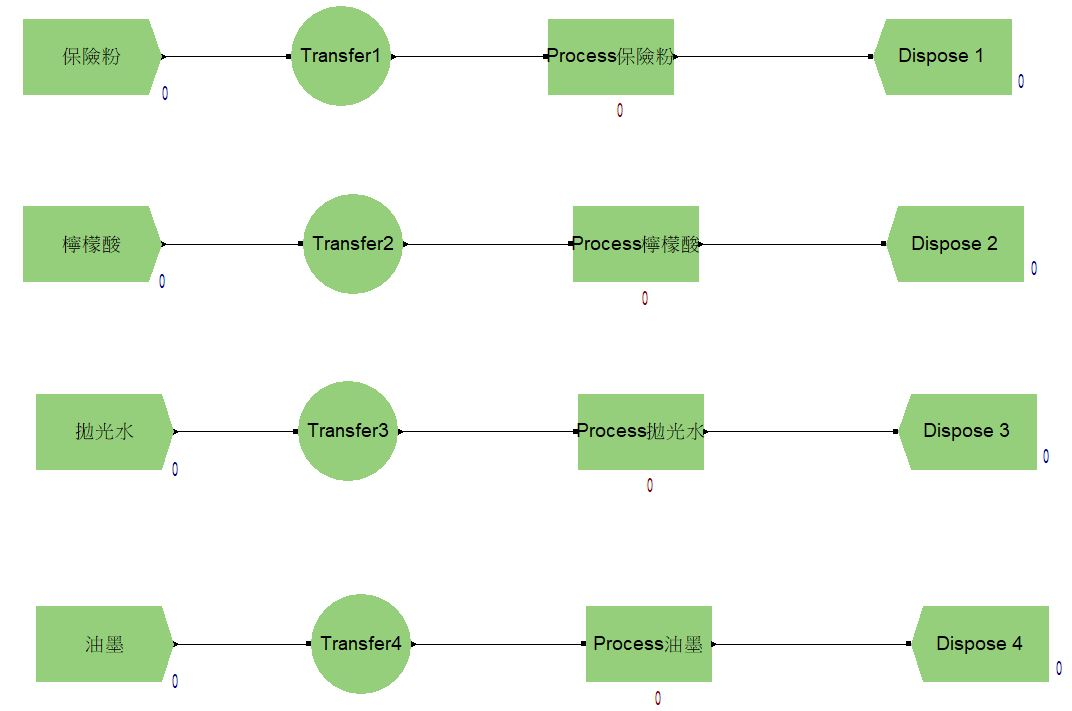 保險粉 Transfer1 Process保險粉 Dispose 1
0 0 0
檸檬酸 Transfer2 Process檸檬酸 Dispose 2
0 0 0
拋光水 Transfer3 Process拋光水 Dispose 3
0 0 0
油墨 Transfer4 Process油墨 Dispose 4
0 0 0